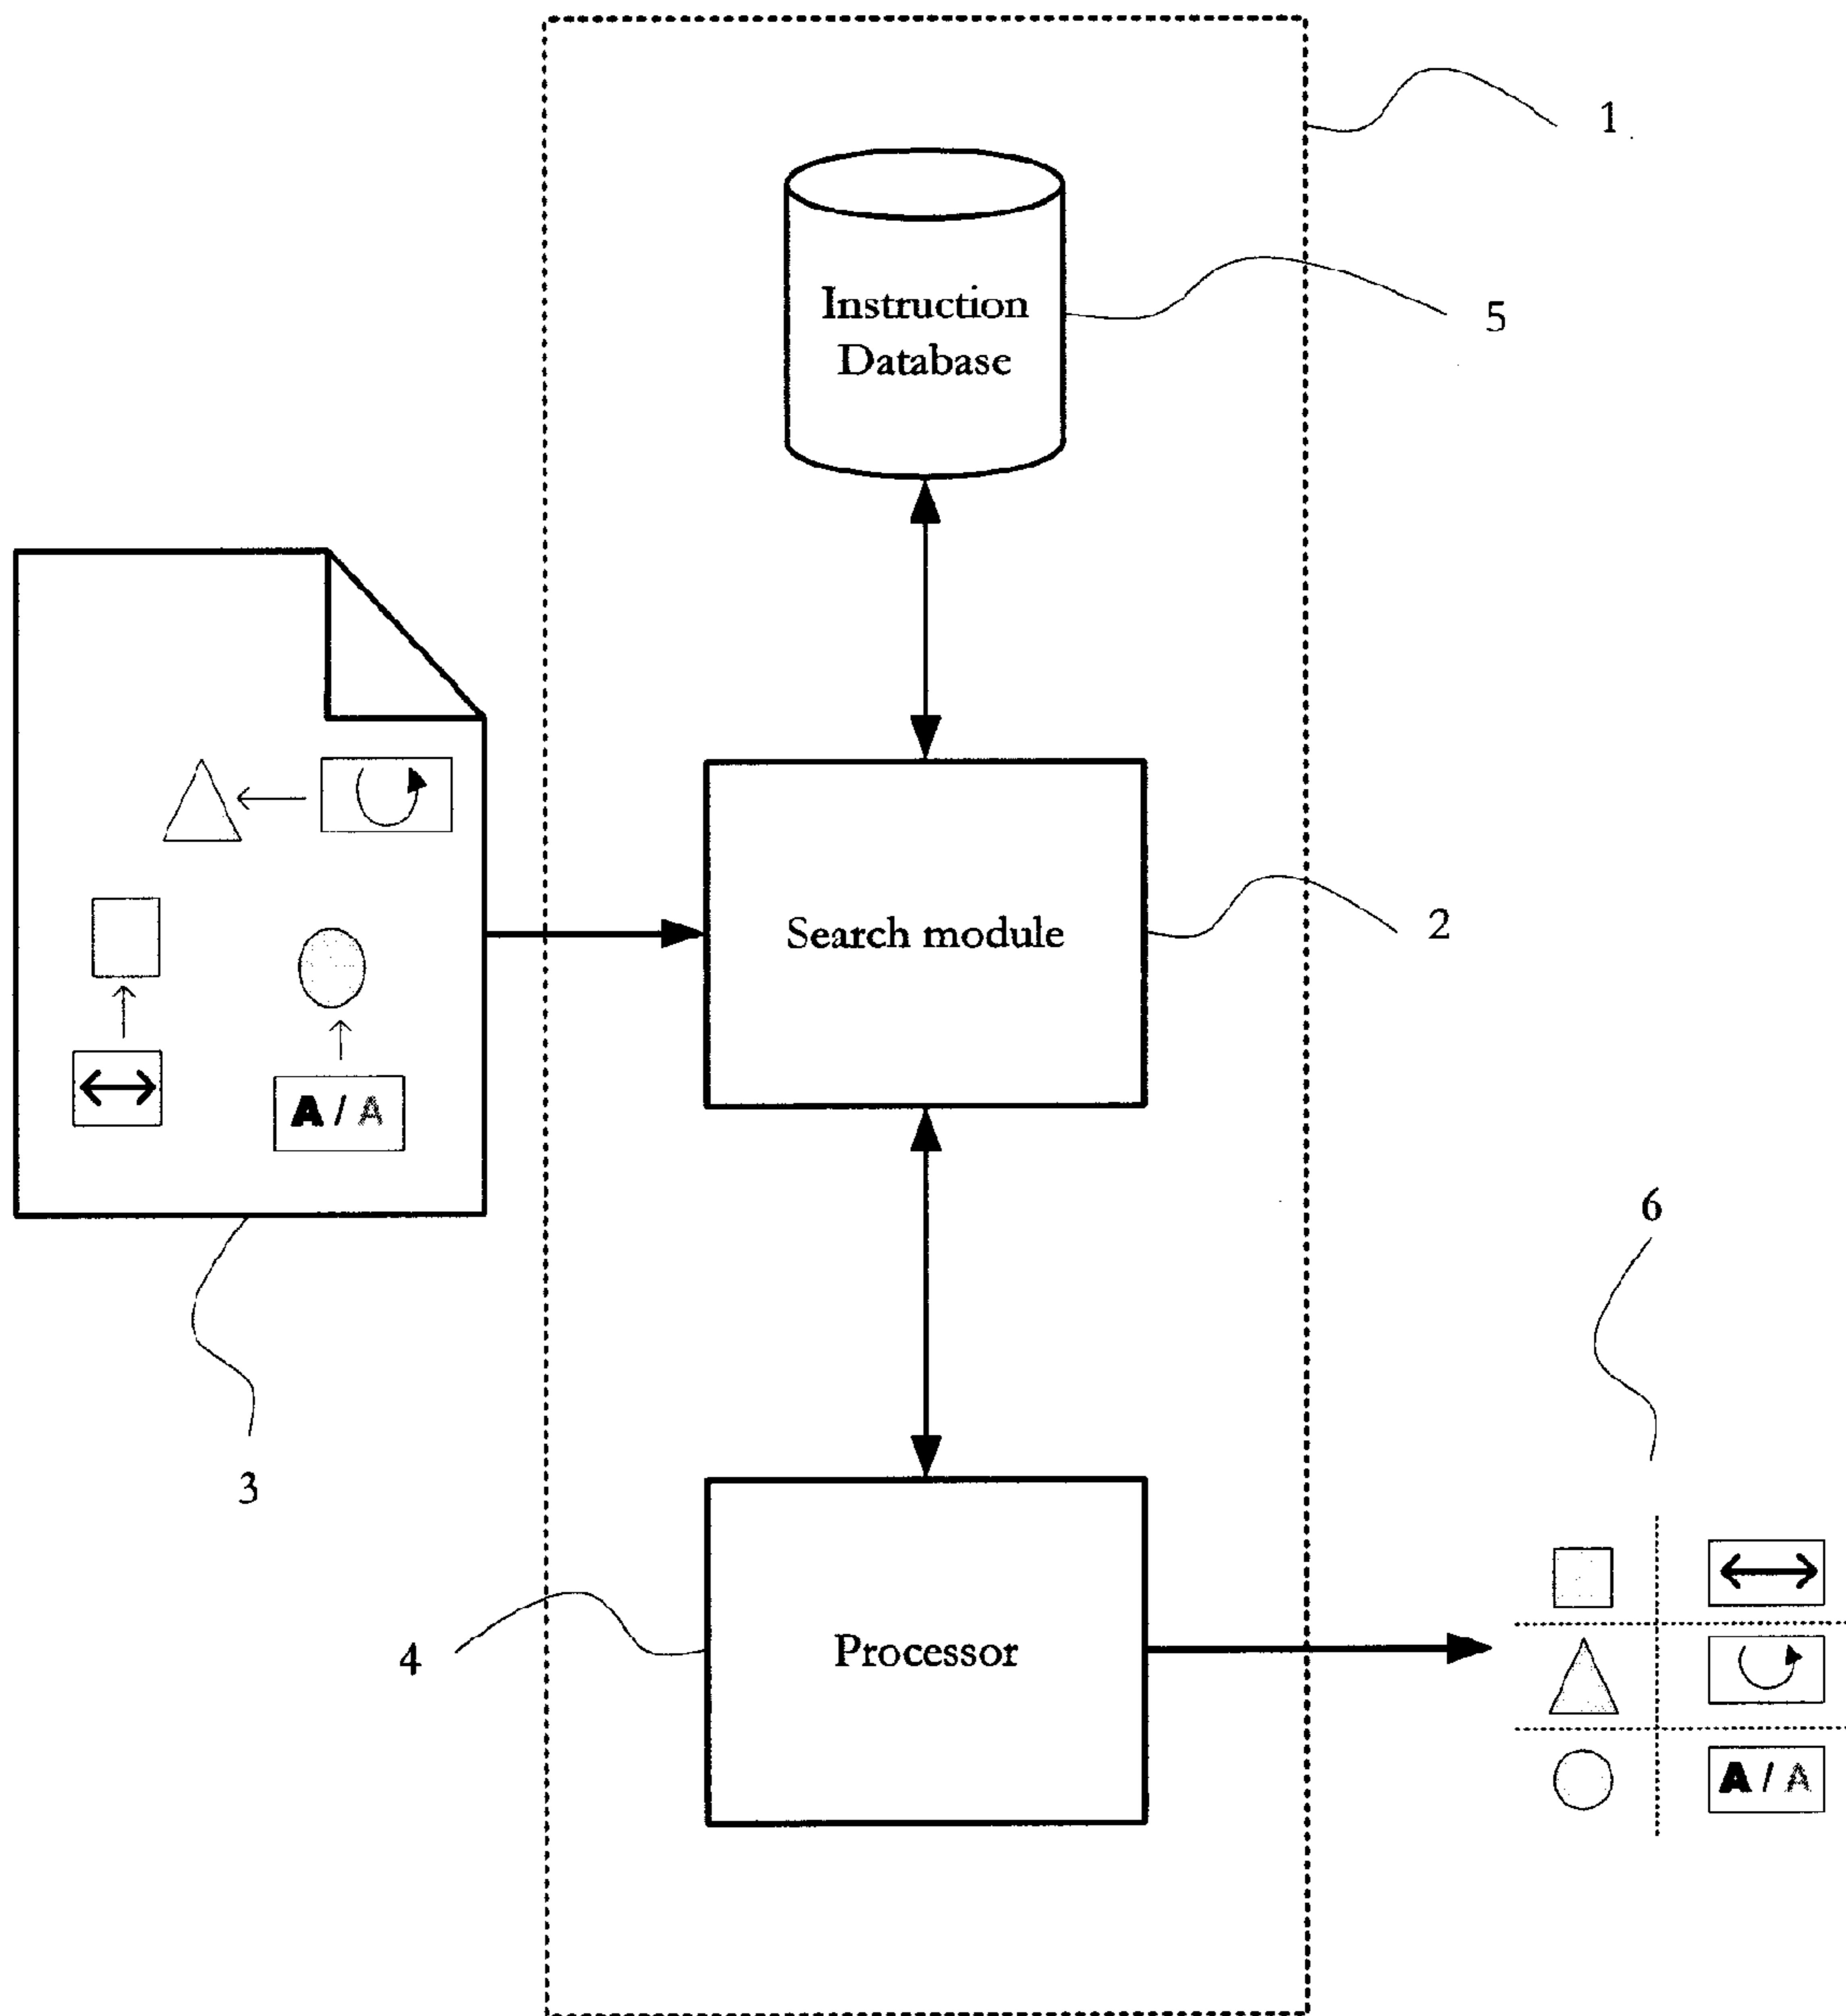 1
Instruction
Database
5
Search module
2
A / A
3
6
Processor
4
A / A